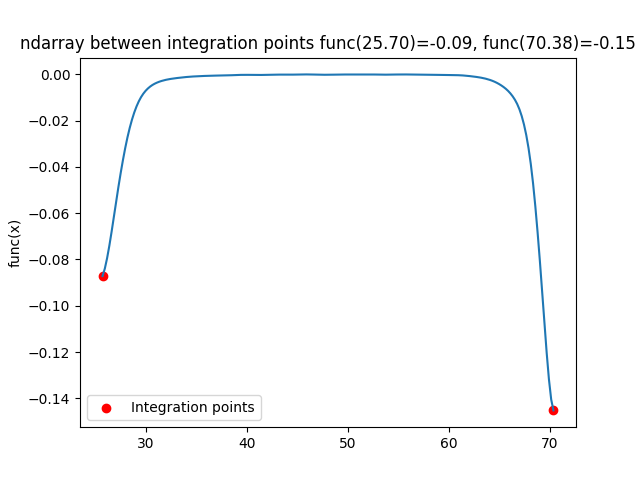 ndarray between integration points func(25.70)=-0.09, func(70.38)=-0.15
0.00
−0.02
−0.04
−0.06
−0.08
−0.10
−0.12
−0.14
func(x)
Integration points
30 40 50 60 70